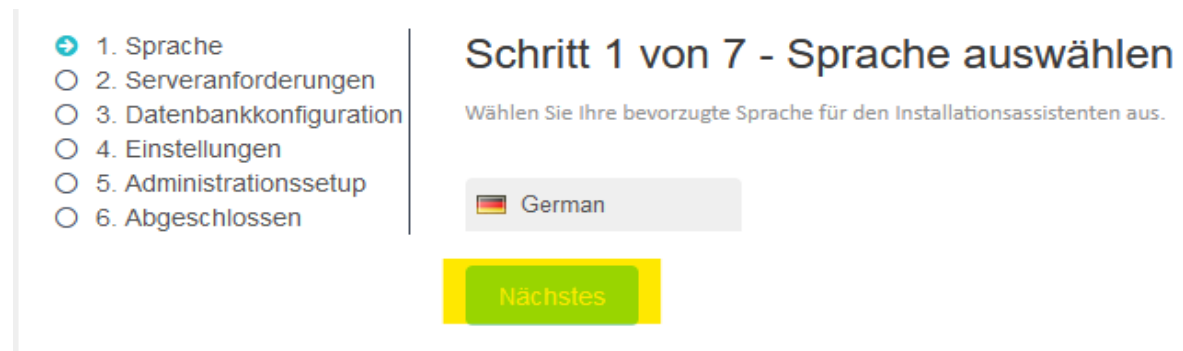 1. Sprache
2. Serveranforderungen
3. Datenbankkonfiguration
4. Einstellungen
5. Administrationssetup
6. Abgeschlossen
Schritt 1 von 7 - Sprache auswählen
Wählen Sie Ihre bevorzugte Sprache für den Installationsassistenten aus.
German
Nächstes